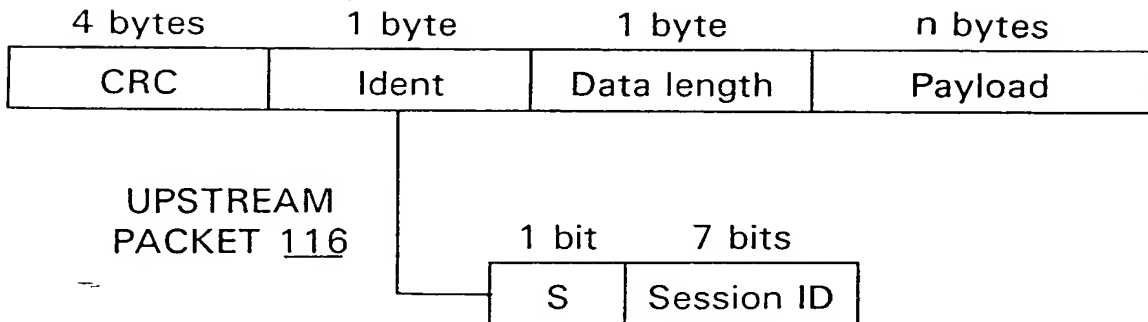 4 bytes 1 byte 1 byte n bytes
CRC Ident Data length Payload
UPSTREAM
PACKET 116
1 bit 7 bits
S Session ID